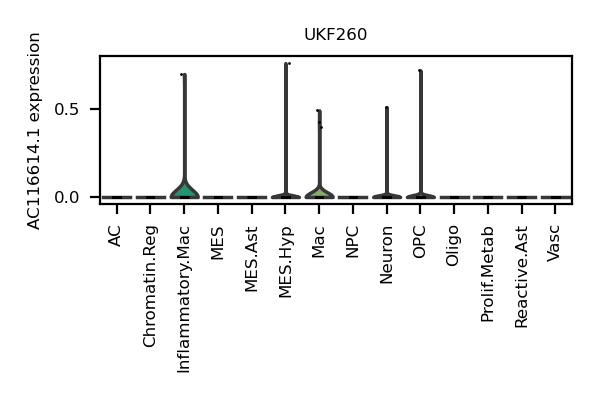 UKF260
AC116614.1 expression
0.5
0.0
AC
Chromatin.Reg
Inflammatory.Mac
MES
MES.Ast
MES.Hyp
Mac
NPC
Neuron
OPC
Oligo
Prolif.Metab
Reactive.Ast
Vasc